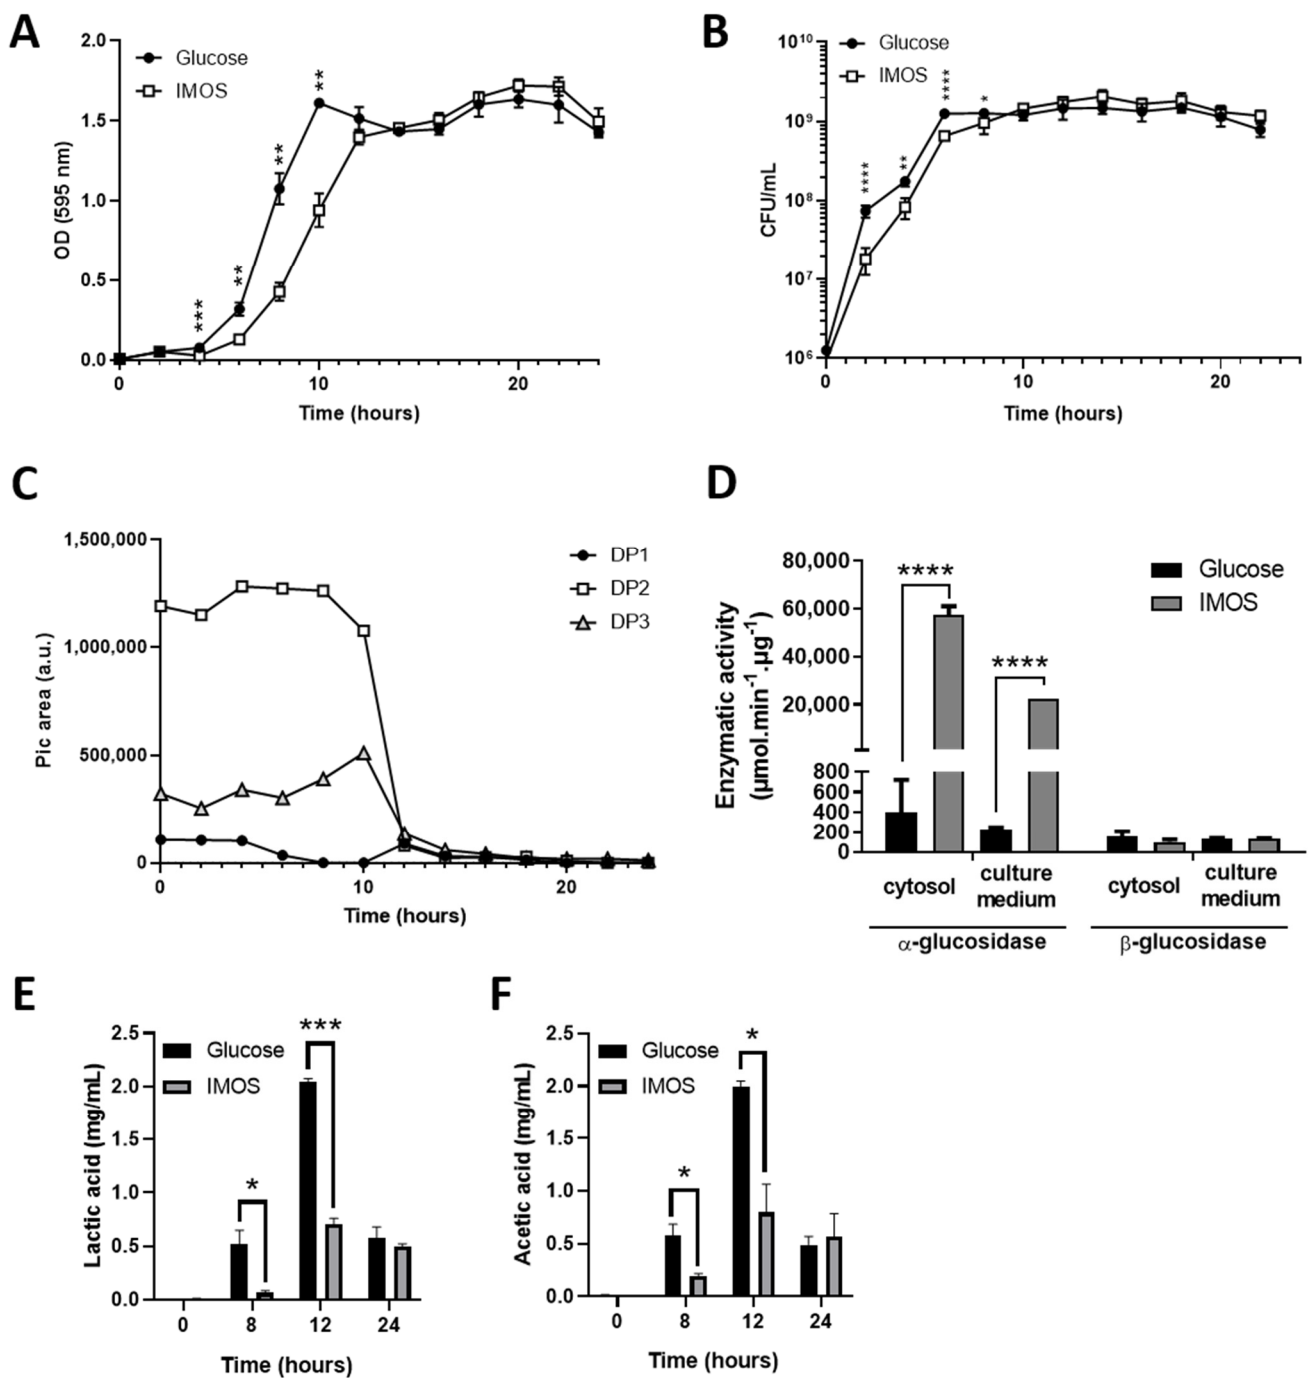 A
2.0
1.5
1.0
0.5
0.0
OD (595 nm)
Glucose
IMOS
***
**
**
**
0
10
20
Time (hours)
B
10^10
10^9
10^8
10^7
10^6
CFU/mL
Glucose
IMOS
****
**
****
*
0
10
20
Time (hours)
C
1,500,000
1,000,000
500,000
0
Pic area (a.u.)
DP1
DP2
DP3
0
10
20
Time (hours)
D
80,000
60,000
40,000
20,000
800
600
400
200
0
Enzymatic activity
(µmol.min⁻¹.µg⁻¹)
Glucose
IMOS
****
****
cytosol
culture
medium
cytosol
culture
medium
α-glucosidase
β-glucosidase
E
2.5
2.0
1.5
1.0
0.5
0.0
Lactic acid (mg/mL)
Glucose
IMOS
*
***
0
8
12
24
Time (hours)
F
2.5
2.0
1.5
1.0
0.5
0.0
Acetic acid (mg/mL)
Glucose
IMOS
*
*
0
8
12
24
Time (hours)